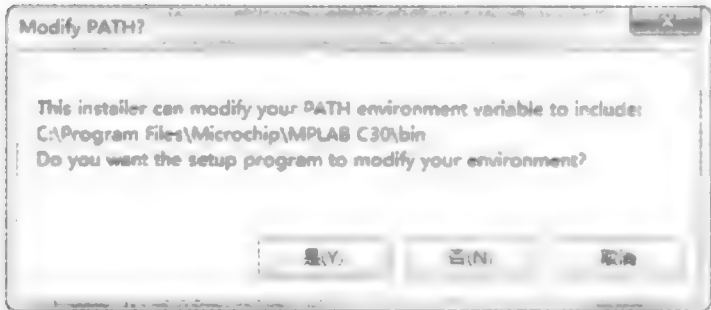 Modify PATH?
This installer can modify your PATH environment variable to include:
C:\Program Files\Microchip\MPLAB C30\bin
Do you want the setup program to modify your environment?
是(Y)
否(N)
取消